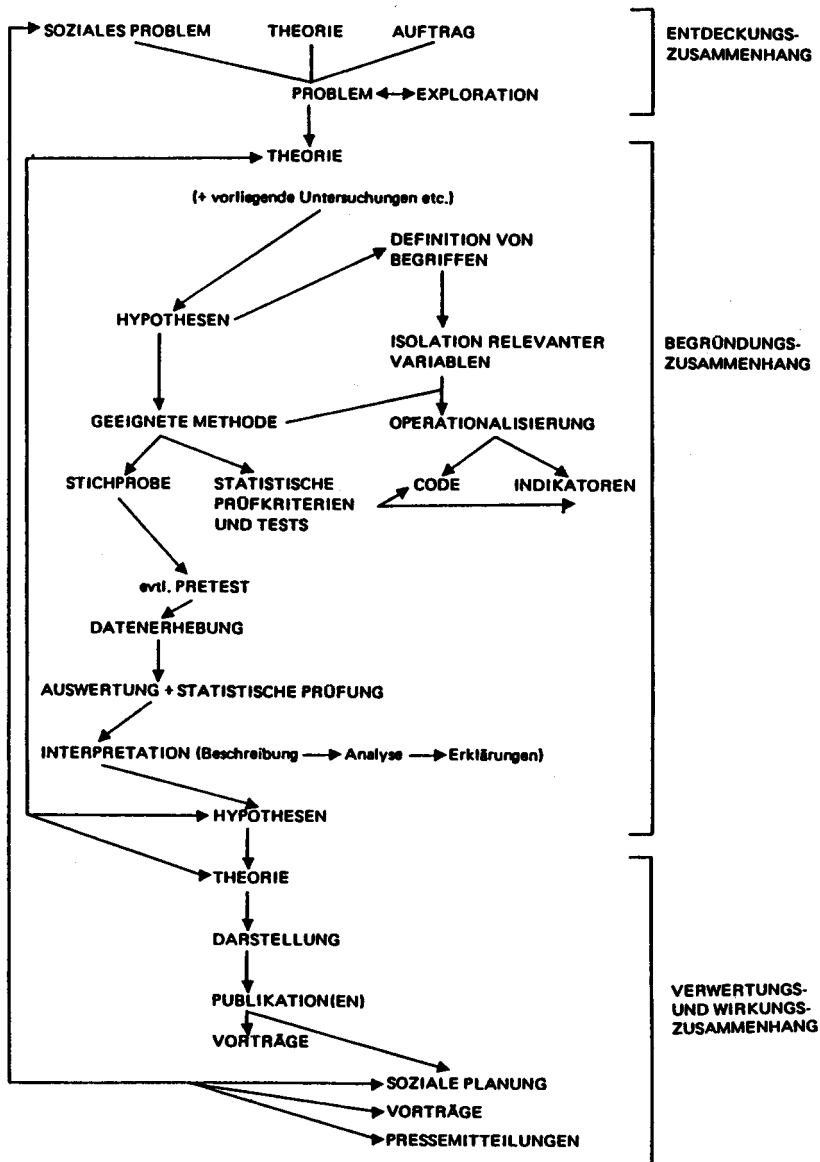 SOZIALES PROBLEM THEORIE AUFTRAG
ENTDECKUNGS-
ZUSAMMENHANG
PROBLEM EXPLORATION
THEORIE
(+ vorliegende Untersuchungen etc.)
DEFINITION VON
BEGRIFFEN
HYPOTHESEN
ISOLATION RELEVANTER
VARIABLEN
BEGRÜNDUNGS-
ZUSAMMENHANG
GEEIGNETE METHODE OPERATIONALISIERUNG
STICHPROBE
STATISTISCHE
PRÜFKRITERIEN
UND TESTS
CODE INDIKATOREN
evtl. PRETEST
DATENERHEBUNG
AUSWERTUNG + STATISTISCHE PRÜFUNG
INTERPRETATION (Beschreibung Analyse Erklärungen)
HYPOTHESEN
THEORIE
DARSTELLUNG
PUBLIKATION(EN)
VORTRÄGE
VERWERTUNGS-
UND WIRKUNGS-
ZUSAMMENHANG
SOZIALE PLANUNG
VORTRÄGE
PRESSEMITTEILUNGEN